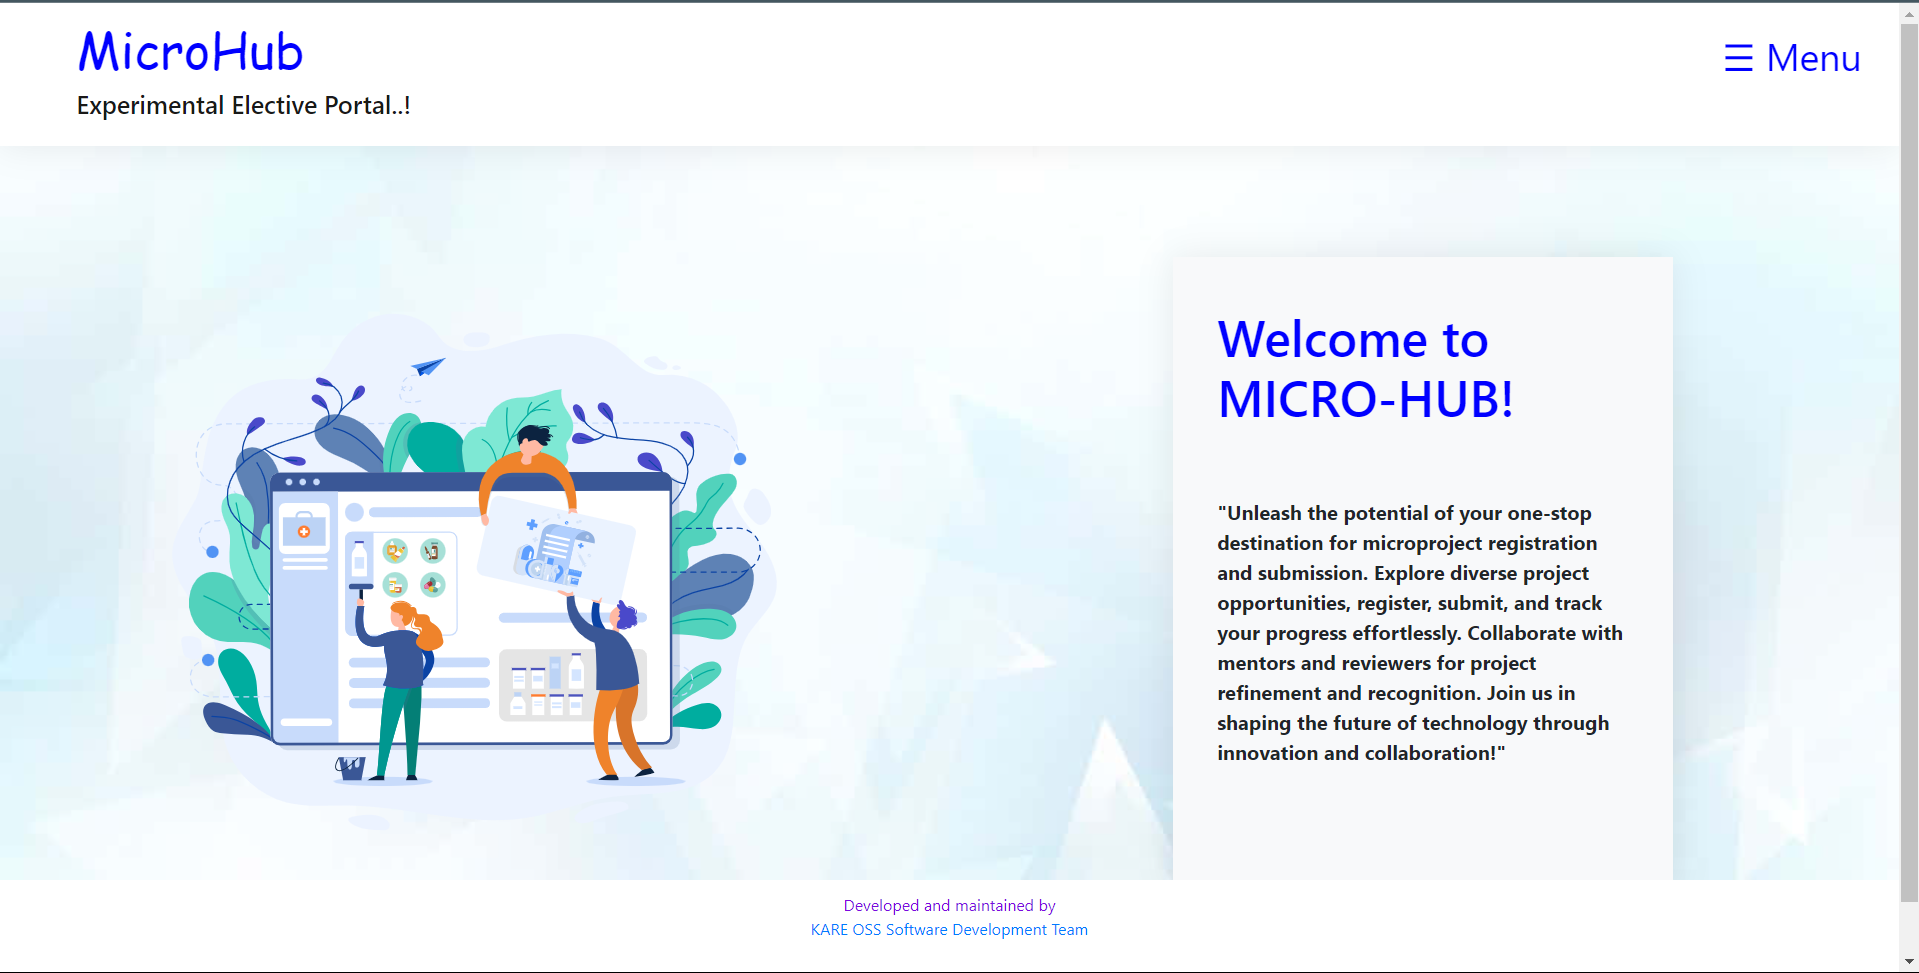 MicroHub
☰ Menu
Experimental Elective Portal..!
Welcome to
MICRO-HUB!
"Unleash the potential of your one-stop
destination for microproject registration
and submission. Explore diverse project
opportunities, register, submit, and track
your progress effortlessly. Collaborate with
mentors and reviewers for project
refinement and recognition. Join us in
shaping the future of technology through
innovation and collaboration!"
Developed and maintained by
KARE OSS Software Development Team